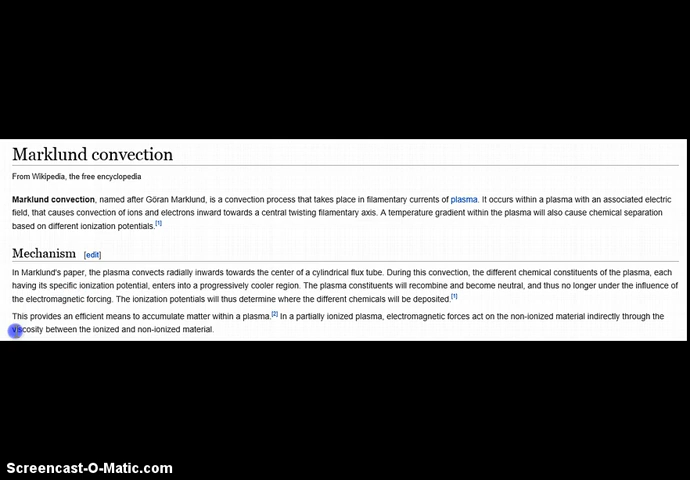 Marklund convection
From Wikipedia, the free encyclopedia
Marklund convection, named after Göran Marklund, is a convection process that takes place in filamentary currents of plasma. It occurs within a plasma with an associated electric
field, that causes convection of ions and electrons inward towards a central twisting filamentary axis. A temperature gradient within the plasma will also cause chemical separation
based on different ionization potentials.[1]
Mechanism [edit]
In Marklund's paper, the plasma convects radially inwards towards the center of a cylindrical flux tube. During this convection, the different chemical constituents of the plasma, each
having its specific ionization potential, enters into a progressively cooler region. The plasma constituents will recombine and become neutral, and thus no longer under the influence of
the electromagnetic forcing. The ionization potentials will thus determine where the different chemicals will be deposited.[1]
This provides an efficient means to accumulate matter within a plasma.[2] In a partially ionized plasma, electromagnetic forces act on the non-ionized material indirectly through the
viscosity between the ionized and non-ionized material.
Screencast-O-Matic.com